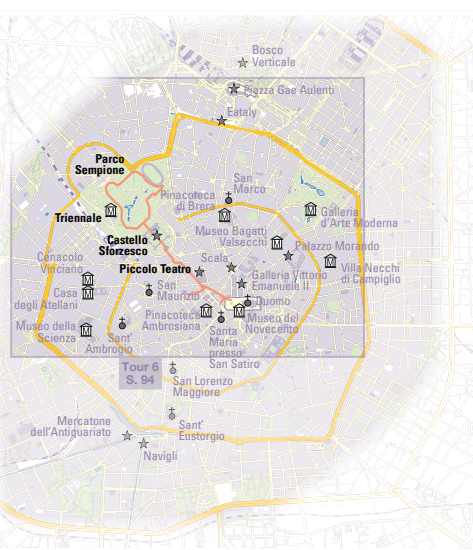 Bosco
Verticale
Piazza Gae Aulenti
Eataly
Parco
Sempione
San
Marco
Pinacoteca
di Brera
Triennale
Galleria
d'Arte Moderna
Museo Bagatti
Valsecchi
Castello
Sforzesco
Palazzo Morando
Cenacolo
Vinciano
Scala
Piccolo Teatro
Villa Necchi
di Campiglio
Galleria Vittorio
Emanuele II
Casa
degli Atellani
San
Maurizio
Duomo
Pinacoteca
Ambrosiana
Museo del
Novecento
Museo della
Scienza
Sant'
Ambrogio
Santa
Maria
presso
San Satiro
Tour 6
S. 94
San Lorenzo
Maggiore
Mercatone
dell'Antiquariato
Sant'
Eustorgio
Navigli